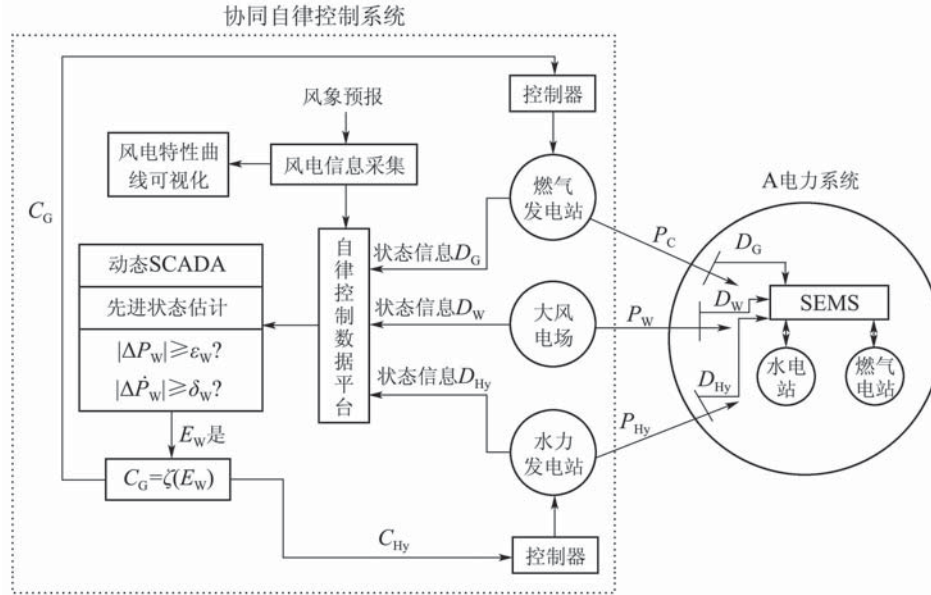 协同自律控制系统
控制器
风象预报
风电特性曲
线可视化
风电信息采集
燃气
发电站
A电力系统
C_G
P_C
D_G
状态信息D_G
动态SCADA
自律控制数据平台
SEMS
D_W
先进状态估计
状态信息D_W
大风
电场
P_W
|ΔP_W|≥ε_W?
水电
站
燃气
电站
|ΔṖ_W|≥δ_W?
状态信息D_Hy
D_Hy
P_Hy
E_W是
水力
发电站
C_G=ζ(E_W)
C_Hy
控制器